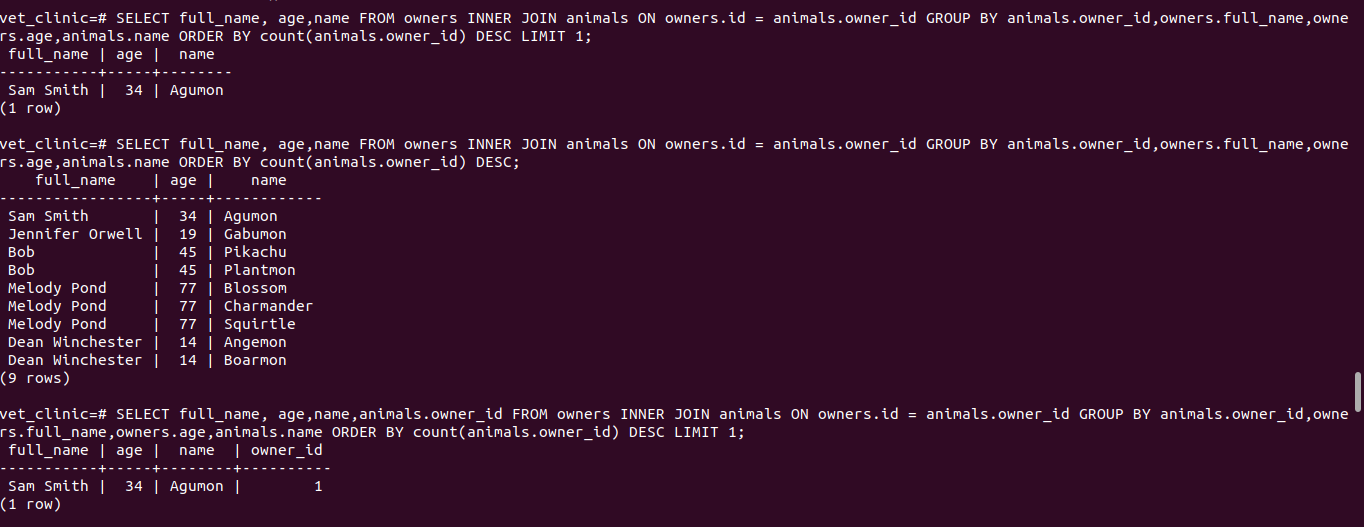 vet_clinic=# SELECT full_name, age,name FROM owners INNER JOIN animals ON owners.id = animals.owner_id GROUP BY animals.owner_id,owners.full_name,owne
rs.age,animals.name ORDER BY count(animals.owner_id) DESC LIMIT 1;
 full_name | age |  name
-----------+-----+--------
 Sam Smith |  34 | Agumon
(1 row)

vet_clinic=# SELECT full_name, age,name FROM owners INNER JOIN animals ON owners.id = animals.owner_id GROUP BY animals.owner_id,owners.full_name,owne
rs.age,animals.name ORDER BY count(animals.owner_id) DESC;
    full_name    | age |    name
-----------------+-----+------------
 Sam Smith       |  34 | Agumon
 Jennifer Orwell |  19 | Gabumon
 Bob             |  45 | Pikachu
 Bob             |  45 | Plantmon
 Melody Pond     |  77 | Blossom
 Melody Pond     |  77 | Charmander
 Melody Pond     |  77 | Squirtle
 Dean Winchester |  14 | Angemon
 Dean Winchester |  14 | Boarmon
(9 rows)

vet_clinic=# SELECT full_name, age,name,animals.owner_id FROM owners INNER JOIN animals ON owners.id = animals.owner_id GROUP BY animals.owner_id,owne
rs.full_name,owners.age,animals.name ORDER BY count(animals.owner_id) DESC LIMIT 1;
 full_name | age |  name  | owner_id
-----------+-----+--------+----------
 Sam Smith |  34 | Agumon |        1
(1 row)